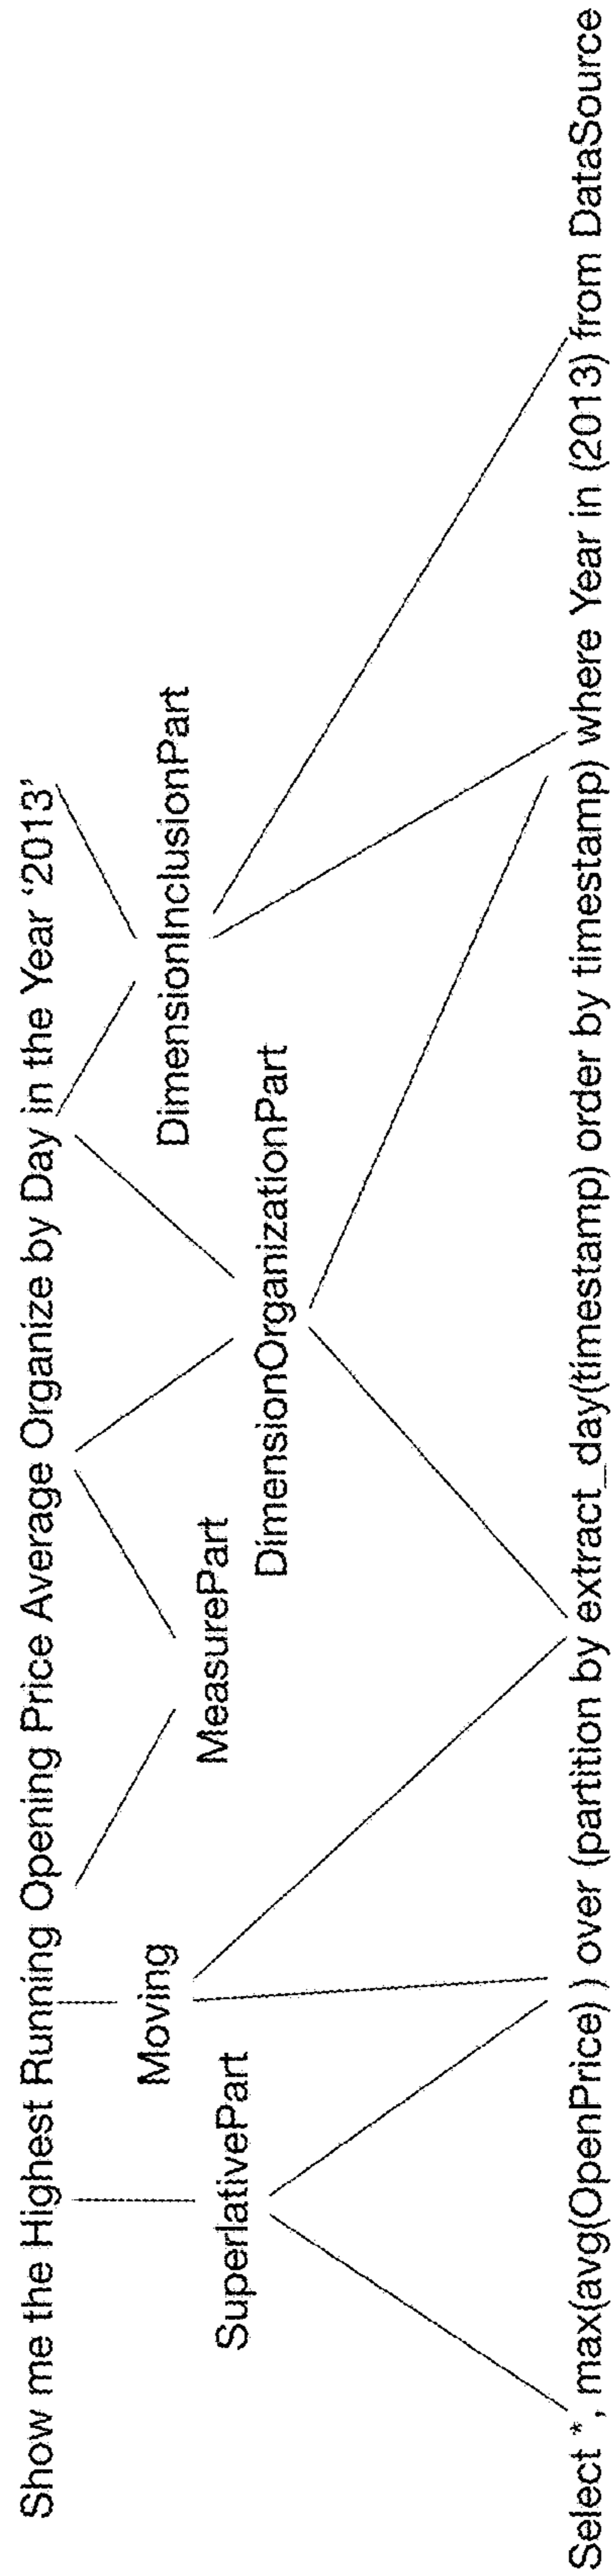 Show me the Highest Running Opening Price Average Organize by Day in the Year ‘2013’
Moving
DimensionInclusionPart
SuperlativePart
MeasurePart
DimensionOrganizationPart
Select *, max(avg(OpenPrice) ) over (partition by extract_day(timestamp) order by timestamp) where Year in (2013) from DataSource